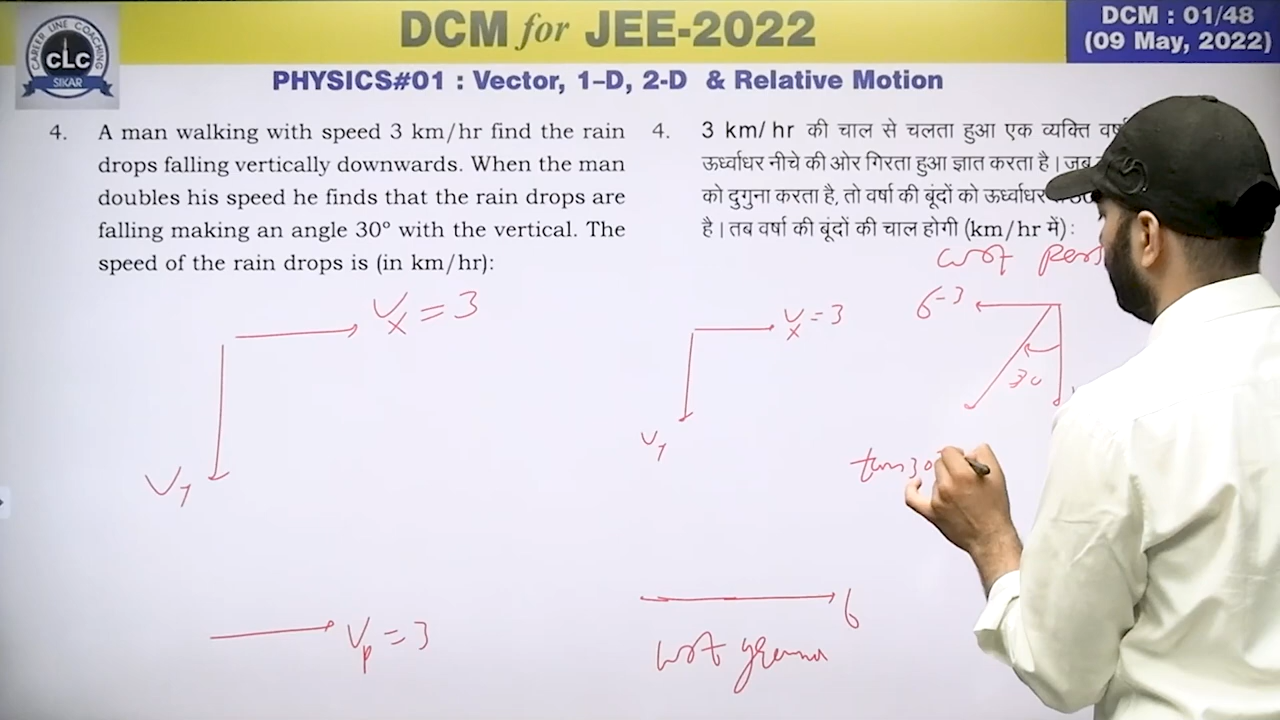 CAREER LINE COACHING
CLC
SIKAR
DCM for JEE-2022
DCM : 01/48
(09 May, 2022)
PHYSICS#01 : Vector, 1–D, 2-D & Relative Motion
4. A man walking with speed 3 km/hr find the rain
drops falling vertically downwards. When the man
doubles his speed he finds that the rain drops are
falling making an angle 30° with the vertical. The
speed of the rain drops is (in km/hr):
4. 3 km/hr की चाल से चलता हुआ एक व्यक्ति
ऊर्ध्वाधर नीचे की ओर गिरता हुआ ज्ञात करता है। जब
को दुगुना करता है, तो वर्षा की बूंदों को ऊर्ध्वाधर
है। तब वर्षा की बूंदों की चाल होगी (km/hr में):
wrt
Vx = 3
Vy
Vp = 3
Vx = 3
Vy
6-3
30
tan30
6
wrt ground